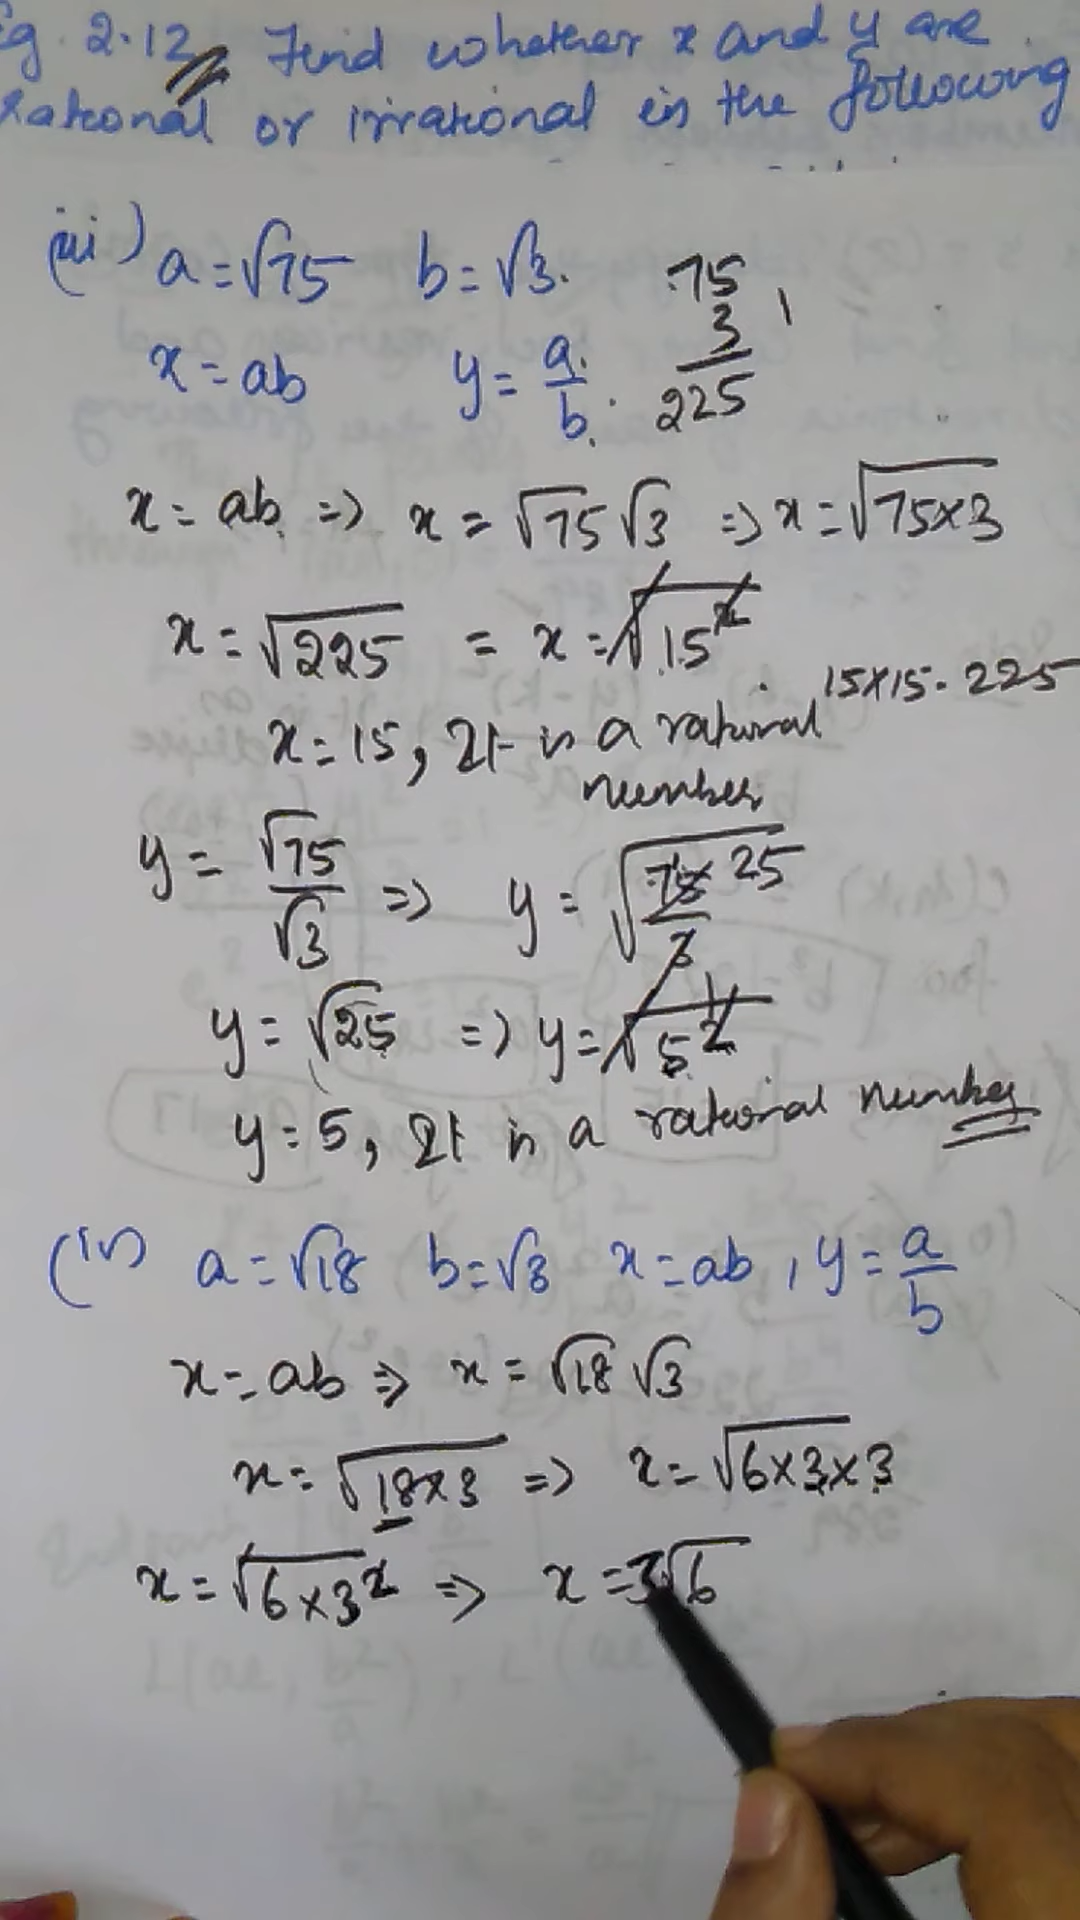 Eg. 2.12 Find whether x and y are
rational or irrational in the following
(iii) a = √75 b = √3.
75
3
225
x = ab y = a/b
x = ab ⇒ x = √75 √3 ⇒ x = √75×3
x = √225 = x = √15²
15×15 = 225
x = 15, It is a rational
number
y = √75/√3 ⇒ y = √75/3 25
y = √25 ⇒ y = √5²
y = 5, It is a rational number
(iv) a = √18 b = √3 x = ab, y = a/b
x = ab ⇒ x = √18 √3
x = √18×3 ⇒ x = √6×3×3
x = √6×3² ⇒ x = 3√6